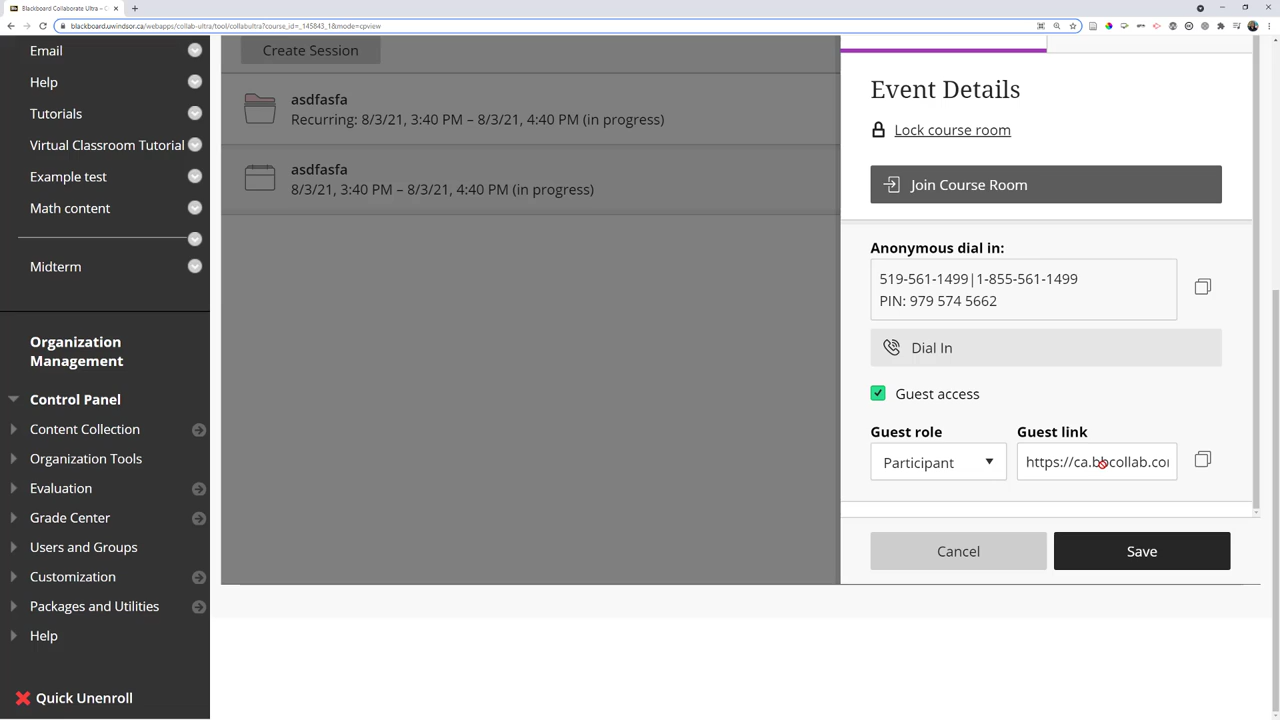 Blackboard Collaborate Ultra –
blackboard.uwindsor.ca/webapps/collab-ultra/tool/collabultra?course_id=_145843_1&mode=cpview
Email
Help
Tutorials
Virtual Classroom Tutorial
Example test
Math content
Midterm
Organization
Management
Control Panel
Content Collection
Organization Tools
Evaluation
Grade Center
Users and Groups
Customization
Packages and Utilities
Help
Quick Unenroll
Create Session
asdfasfa
Recurring: 8/3/21, 3:40 PM – 8/3/21, 4:40 PM (in progress)
asdfasfa
8/3/21, 3:40 PM – 8/3/21, 4:40 PM (in progress)
Event Details
Lock course room
Join Course Room
Anonymous dial in:
519-561-1499|1-855-561-1499
PIN: 979 574 5662
Dial In
Guest access
Guest role
Guest link
Participant
https://ca.bbcollab.com
Cancel
Save